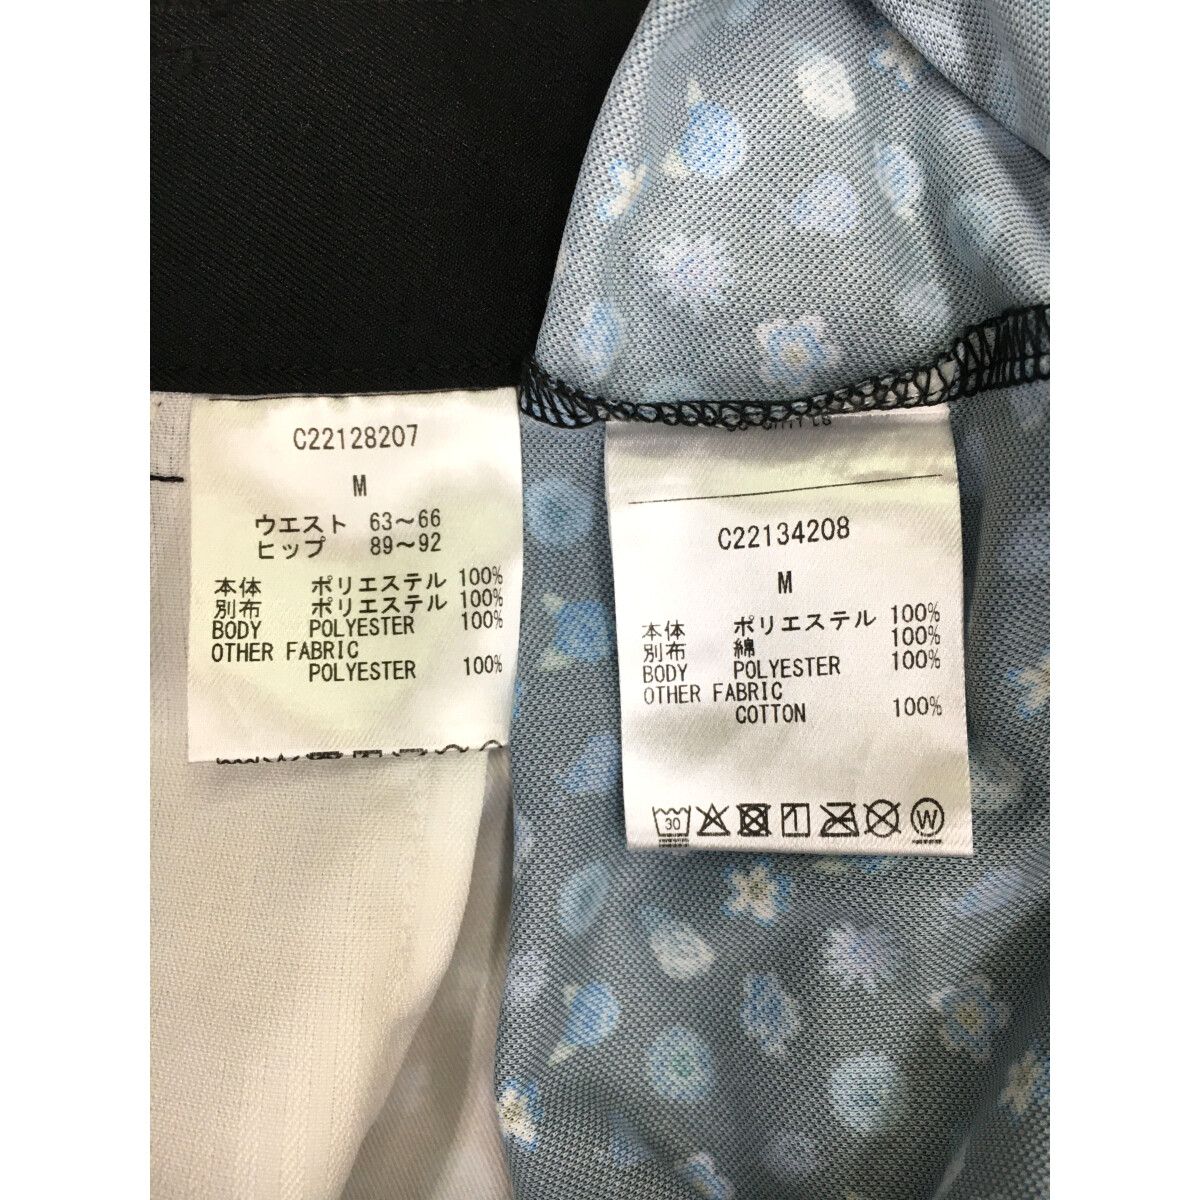 C22128207
M
ウエスト 63～66
ヒップ 89～92
本体 ポリエステル 100%
別布 ポリエステル 100%
BODY POLYESTER 100%
OTHER FABRIC
POLYESTER 100%
C22134208
M
本体 ポリエステル 100%
別布 綿 100%
BODY POLYESTER 100%
OTHER FABRIC
COTTON 100%
30 W